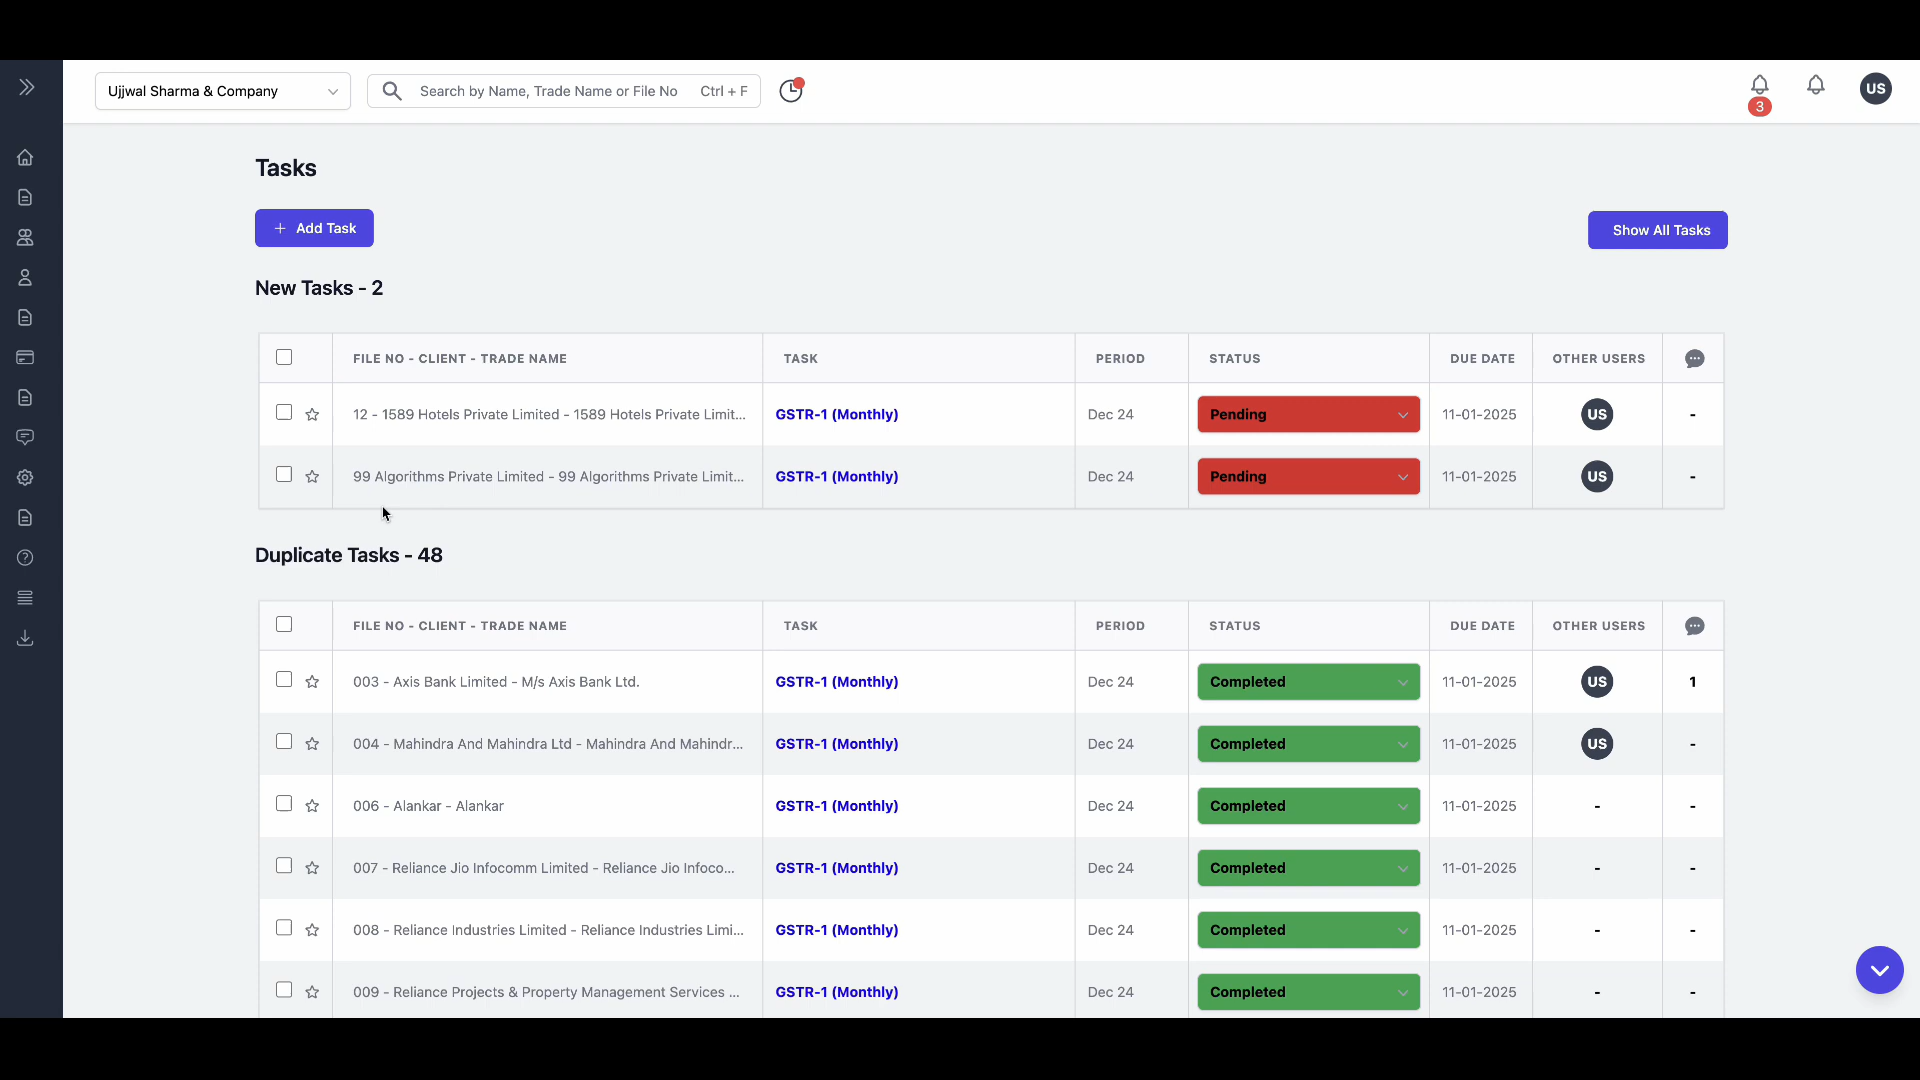 Ujjwal Sharma & Company Search by Name, Trade Name or File No Ctrl + F US
3
Tasks
+ Add Task Show All Tasks
New Tasks - 2
FILE NO - CLIENT - TRADE NAME TASK PERIOD STATUS DUE DATE OTHER USERS
12 - 1589 Hotels Private Limited - 1589 Hotels Private Limit... GSTR-1 (Monthly) Dec 24 Pending 11-01-2025 US -
99 Algorithms Private Limited - 99 Algorithms Private Limit... GSTR-1 (Monthly) Dec 24 Pending 11-01-2025 US -
Duplicate Tasks - 48
FILE NO - CLIENT - TRADE NAME TASK PERIOD STATUS DUE DATE OTHER USERS
003 - Axis Bank Limited - M/s Axis Bank Ltd. GSTR-1 (Monthly) Dec 24 Completed 11-01-2025 US 1
004 - Mahindra And Mahindra Ltd - Mahindra And Mahindr... GSTR-1 (Monthly) Dec 24 Completed 11-01-2025 US -
006 - Alankar - Alankar GSTR-1 (Monthly) Dec 24 Completed 11-01-2025 - -
007 - Reliance Jio Infocomm Limited - Reliance Jio Infoco... GSTR-1 (Monthly) Dec 24 Completed 11-01-2025 - -
008 - Reliance Industries Limited - Reliance Industries Limi... GSTR-1 (Monthly) Dec 24 Completed 11-01-2025 - -
009 - Reliance Projects & Property Management Services ... GSTR-1 (Monthly) Dec 24 Completed 11-01-2025 - -